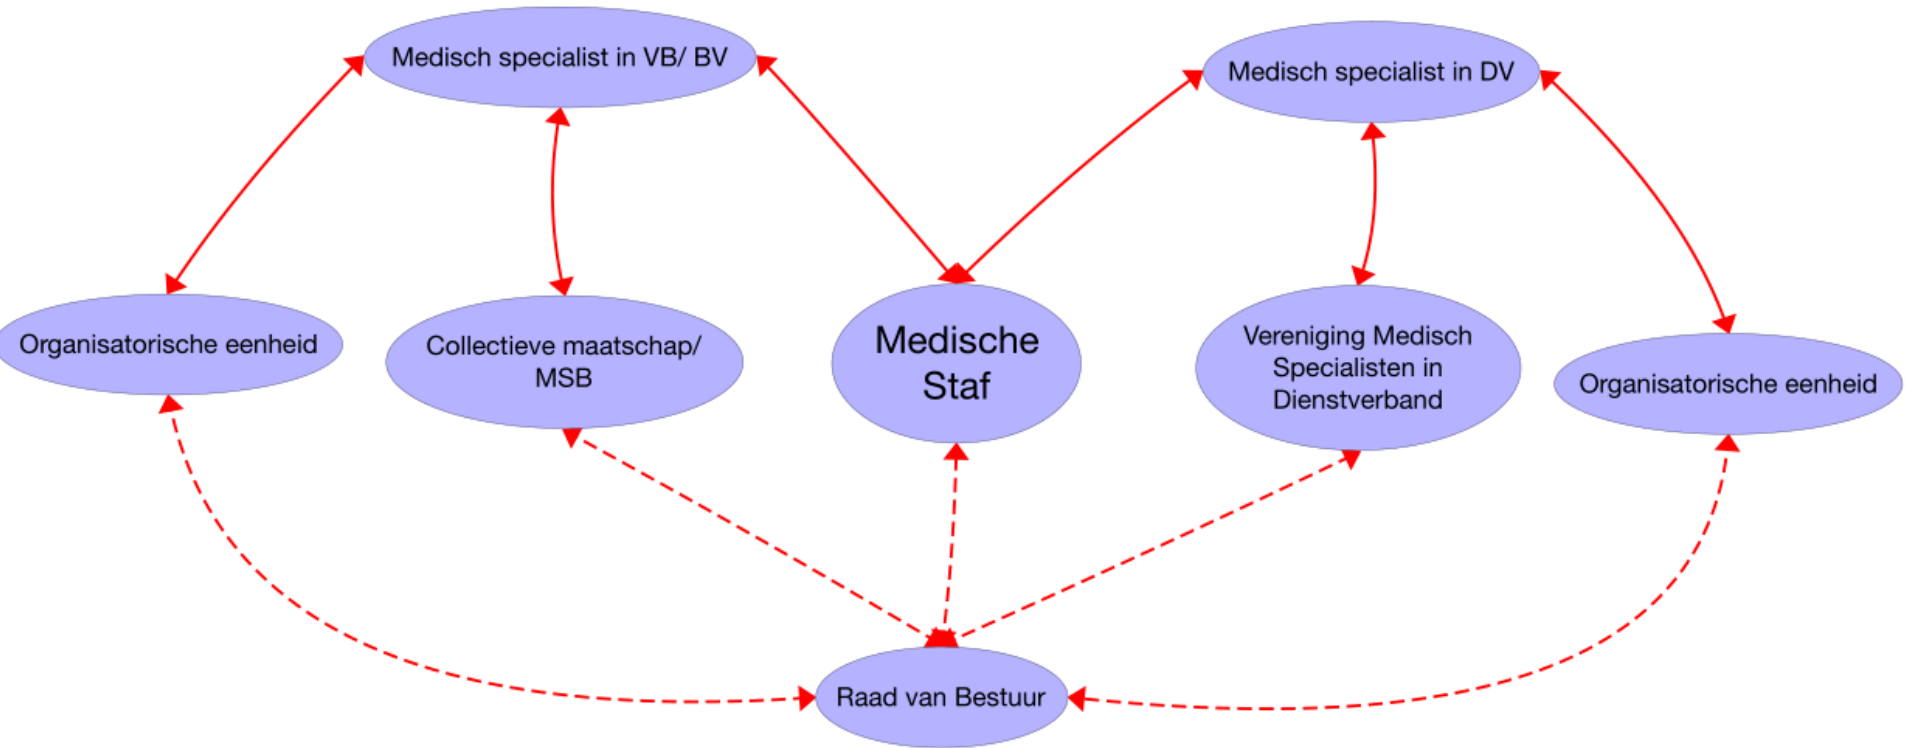 Medisch specialist in VB/ BV
Medisch specialist in DV
Organisatorische eenheid
Collectieve maatschap/
MSB
Medische
Staf
Vereniging Medisch
Specialisten in
Dienstverband
Organisatorische eenheid
Raad van Bestuur